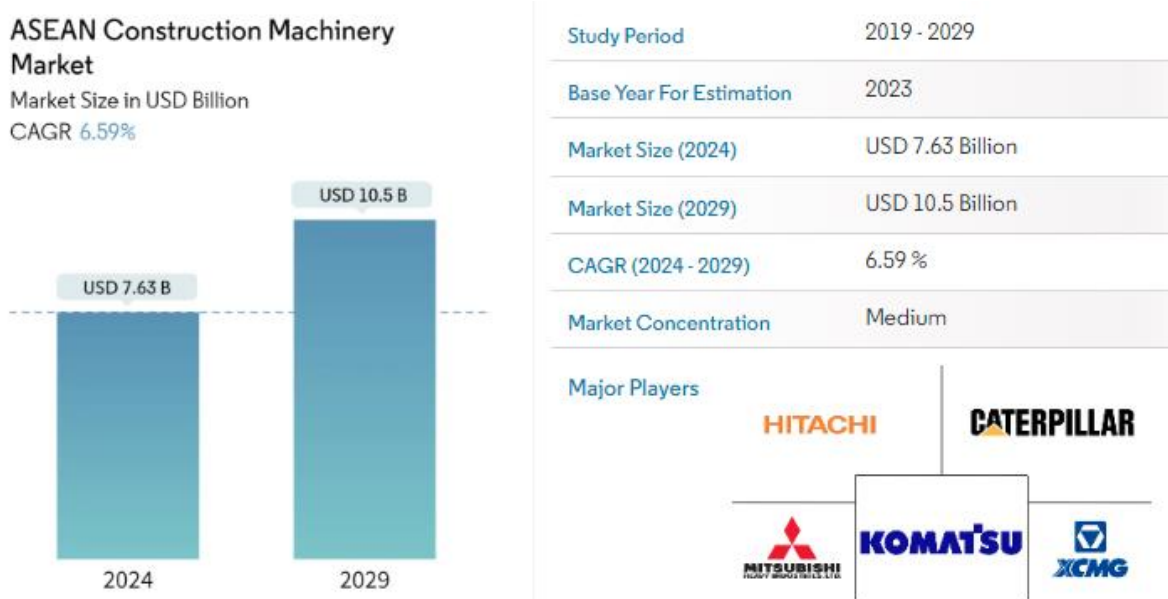 ASEAN Construction Machinery
Market
Market Size in USD Billion
CAGR 6.59%
USD 7.63 B
USD 10.5 B
2024
2029
Study Period 2019 - 2029
Base Year For Estimation 2023
Market Size (2024) USD 7.63 Billion
Market Size (2029) USD 10.5 Billion
CAGR (2024 - 2029) 6.59 %
Market Concentration Medium
Major Players
HITACHI
CATERPILLAR
MITSUBISHI
HEAVY INDUSTRIES, LTD.
KOMATSU
XCMG